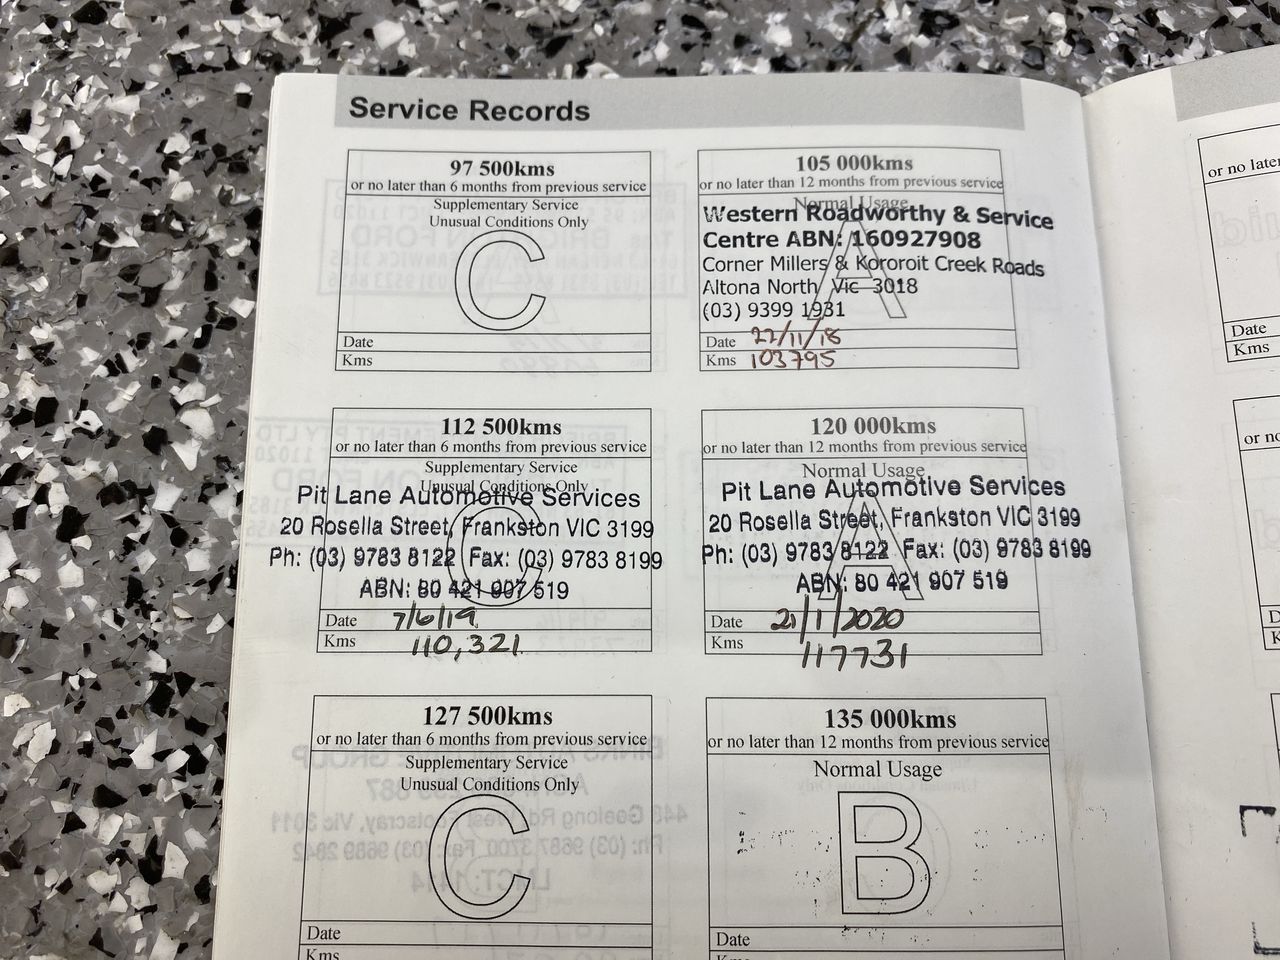 Service Records
97 500kms
or no later than 6 months from previous service
Supplementary Service
Unusual Conditions Only
C
Date
Kms
105 000kms
or no later than 12 months from previous service
Normal Usage
A
Western Roadworthy & Service
Centre ABN: 160927908
Corner Millers & Kororoit Creek Roads
Altona North Vic 3018
(03) 9399 1931
Date 22/11/18
Kms 103795
112 500kms
or no later than 6 months from previous service
Supplementary Service
Unusual Conditions Only
C
Pit Lane Automotive Services
20 Rosella Street, Frankston VIC 3199
Ph: (03) 9783 8122 Fax: (03) 9783 8199
ABN: 80 421 907 519
Date 7/6/19
Kms 110,321
120 000kms
or no later than 12 months from previous service
Normal Usage
A
Pit Lane Automotive Services
20 Rosella Street, Frankston VIC 3199
Ph: (03) 9783 8122 Fax: (03) 9783 8199
ABN: 80 421 907 519
Date 21/1/2020
Kms 117731
127 500kms
or no later than 6 months from previous service
Supplementary Service
Unusual Conditions Only
C
Date
Kms
135 000kms
or no later than 12 months from previous service
Normal Usage
B
Date
Kms
or no later
Date
Kms